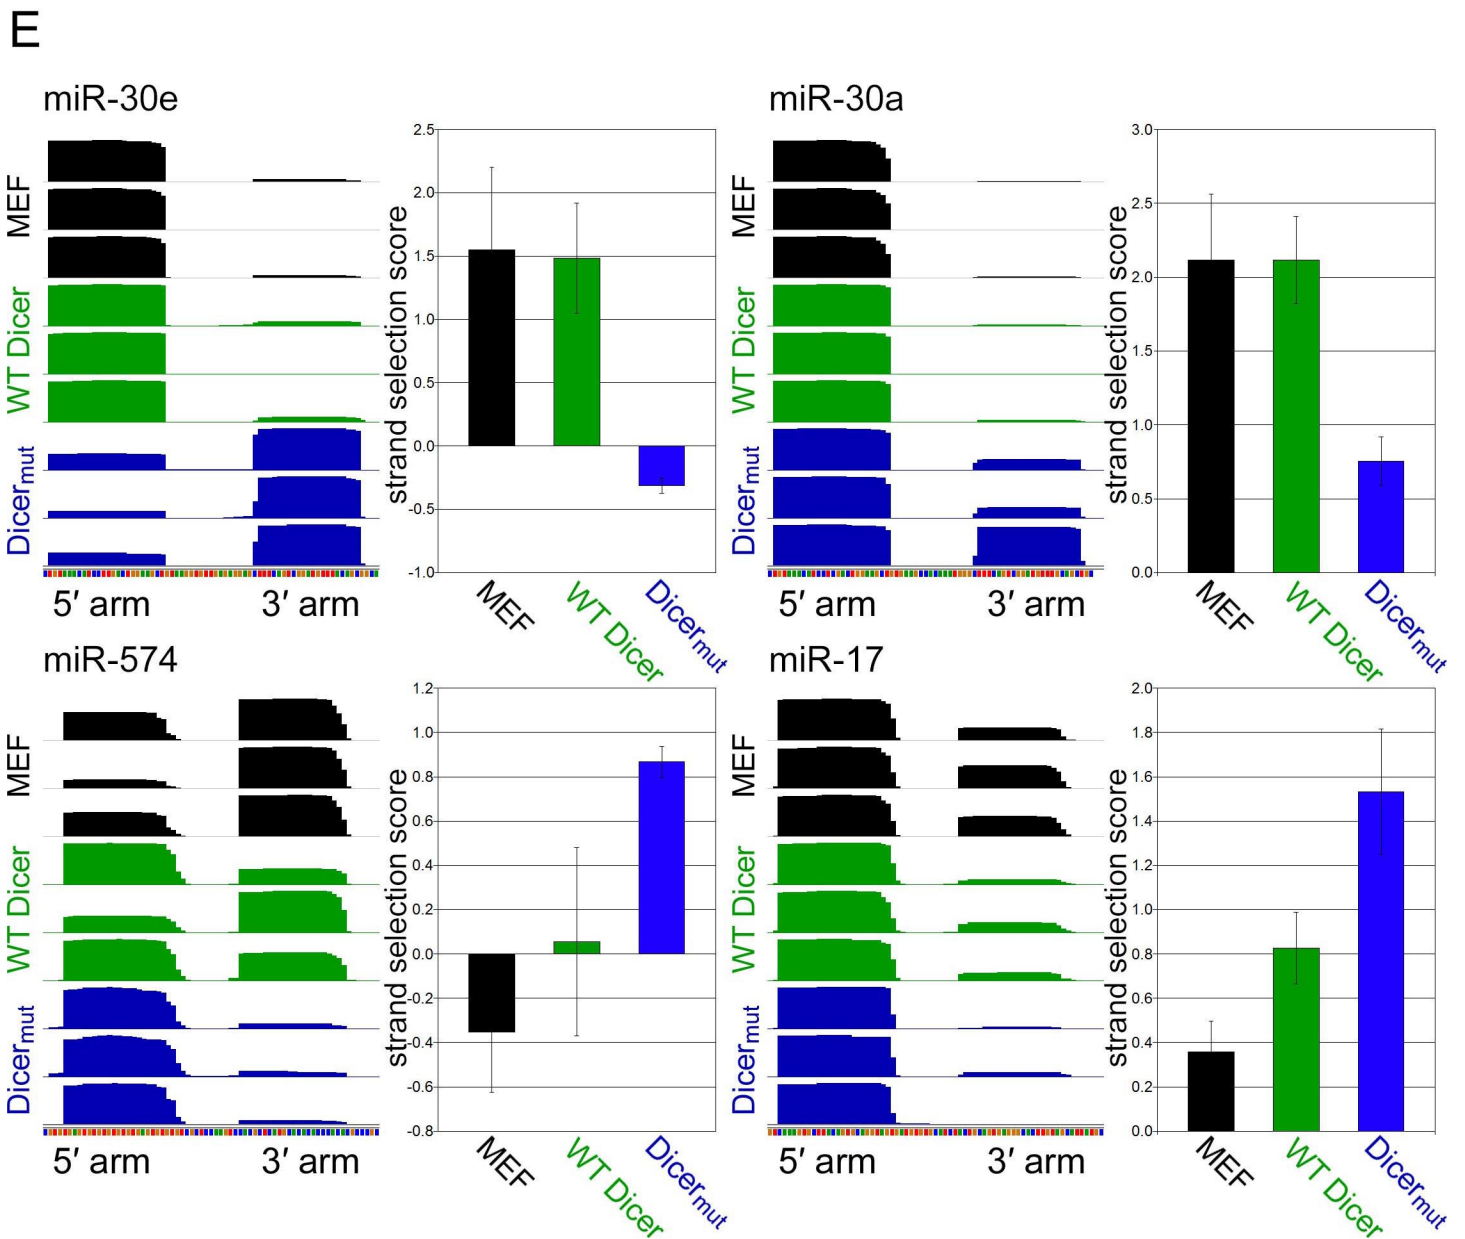 E
miR-30e
MEF
WT Dicer
Dicermut
5′ arm
3′ arm
strand selection score
2.5
2.0
1.5
1.0
0.5
0.0
-0.5
-1.0
MEF
WT Dicer
Dicermut
miR-30a
MEF
WT Dicer
Dicermut
5′ arm
3′ arm
strand selection score
3.0
2.5
2.0
1.5
1.0
0.5
0.0
MEF
WT Dicer
Dicermut
miR-574
MEF
WT Dicer
Dicermut
5′ arm
3′ arm
strand selection score
1.2
1.0
0.8
0.6
0.4
0.2
0.0
-0.2
-0.4
-0.6
-0.8
MEF
WT Dicer
Dicermut
miR-17
MEF
WT Dicer
Dicermut
5′ arm
3′ arm
strand selection score
2.0
1.8
1.6
1.4
1.2
1.0
0.8
0.6
0.4
0.2
0.0
MEF
WT Dicer
Dicermut